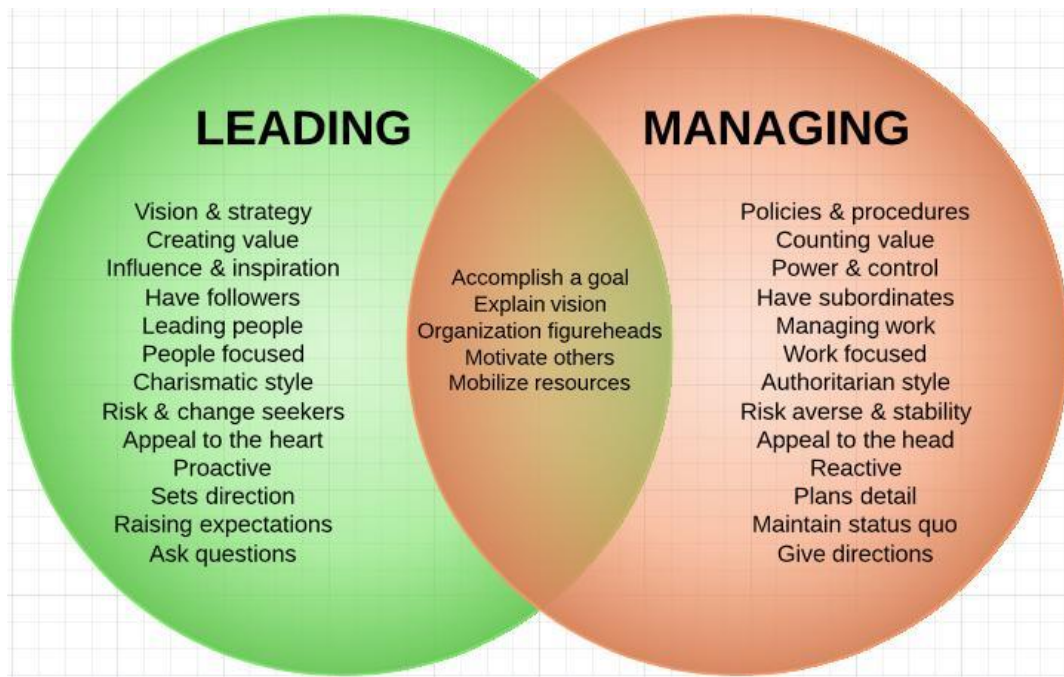 LEADING
Vision & strategy
Creating value
Influence & inspiration
Have followers
Leading people
People focused
Charismatic style
Risk & change seekers
Appeal to the heart
Proactive
Sets direction
Raising expectations
Ask questions
Accomplish a goal
Explain vision
Organization figureheads
Motivate others
Mobilize resources
MANAGING
Policies & procedures
Counting value
Power & control
Have subordinates
Managing work
Work focused
Authoritarian style
Risk averse & stability
Appeal to the head
Reactive
Plans detail
Maintain status quo
Give directions